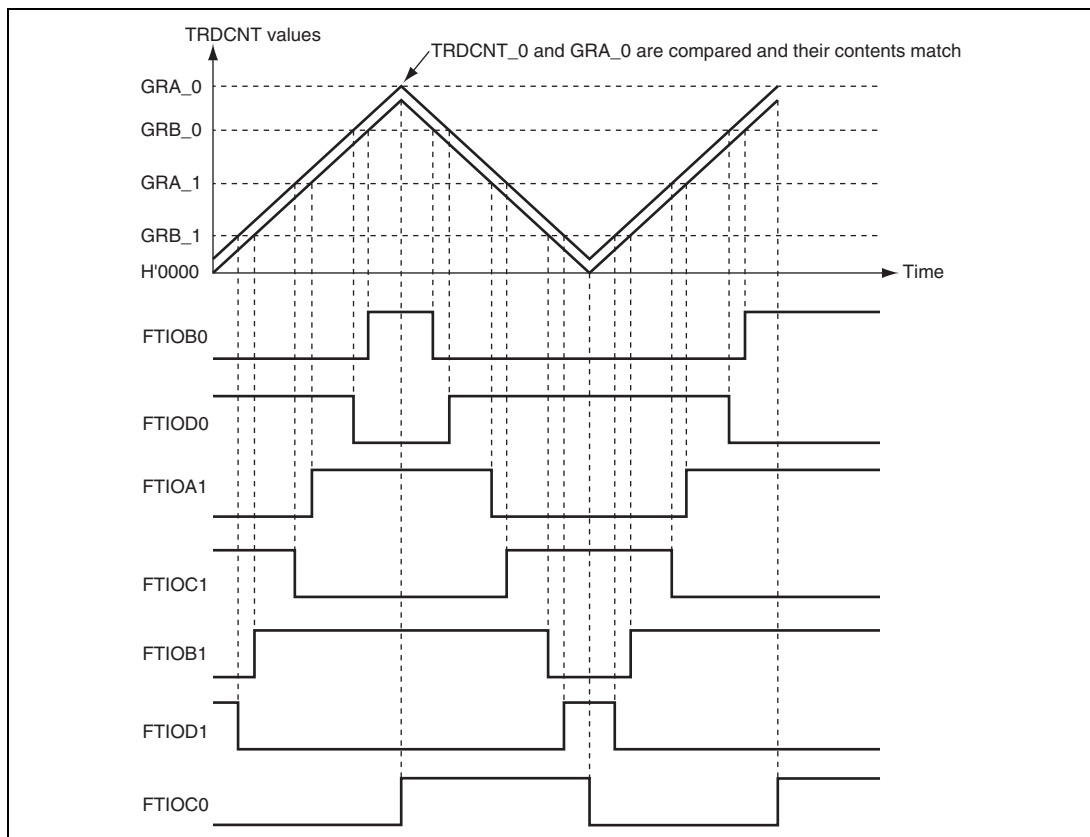 TRDCNT values
TRDCNT_0 and GRA_0 are compared and their contents match
GRA_0
GRB_0
GRA_1
GRB_1
H'0000
Time
FTIOB0
FTIOD0
FTIOA1
FTIOC1
FTIOB1
FTIOD1
FTIOC0